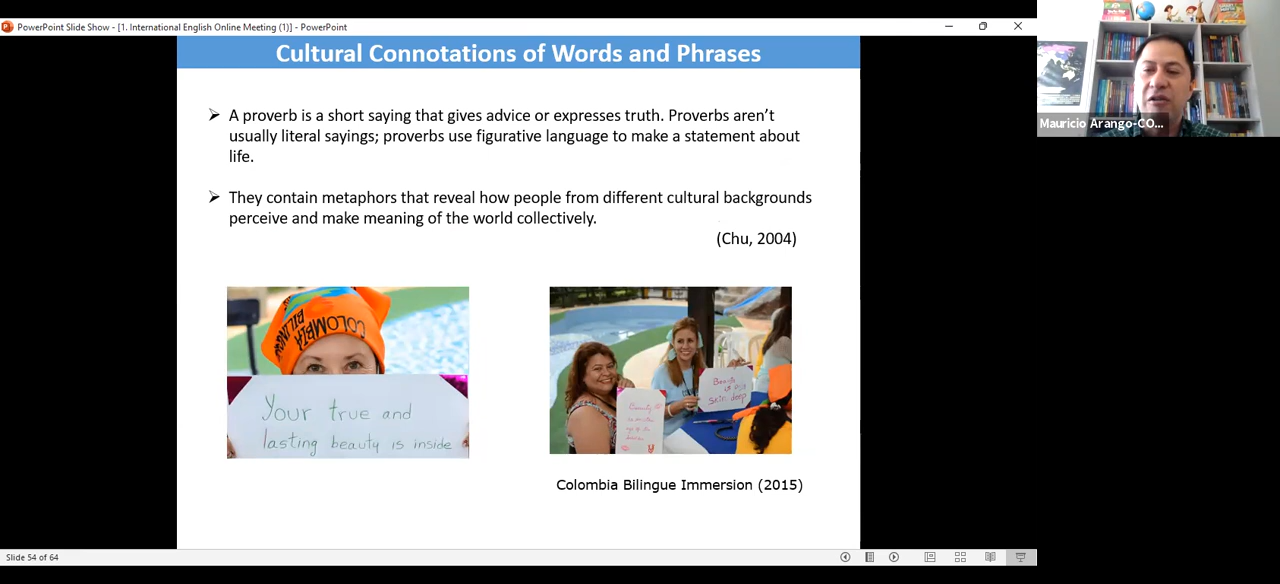 PowerPoint Slide Show - [1. International English Online Meeting (1)] - PowerPoint
Cultural Connotations of Words and Phrases
A proverb is a short saying that gives advice or expresses truth. Proverbs aren’t
usually literal sayings; proverbs use figurative language to make a statement about
life.
They contain metaphors that reveal how people from different cultural backgrounds
perceive and make meaning of the world collectively.
(Chu, 2004)
COLOMBIA
Your true and
lasting beauty is inside
Beauty
is only
skin deep
Colombia Bilingue Immersion (2015)
Slide 54 of 64
Mauricio Arango-CO...